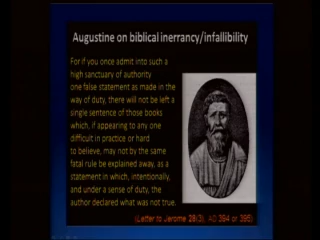 Augustine on biblical inerrancy/infallibility
For if you once admit into such a
high sanctuary of authority
one false statement as made in the
way of duty, there will not be left a
single sentence of those books
which, if appearing to any one
difficult in practice or hard
to believe, may not by the same
fatal rule be explained away, as a
statement in which, intentionally,
and under a sense of duty, the
author declared what was not true.
(Letter to Jerome 28(3), AD 394 or 395)